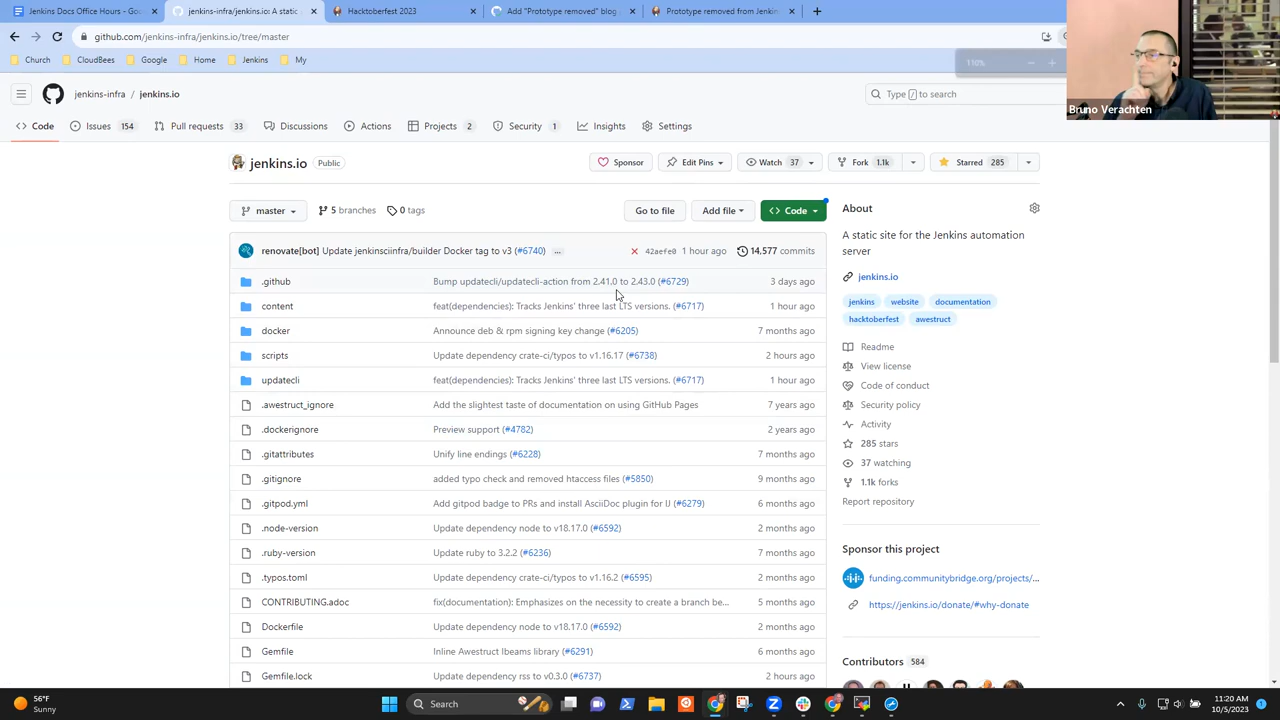 Jenkins Docs Office Hours - Go
jenkins-infra/jenkins.io: A static
Hacktoberfest 2023
Add "Prototype removed" blog
Prototype removed from Jenkins
github.com/jenkins-infra/jenkins.io/tree/master
Church
CloudBees
Google
Home
Jenkins
My
110%
Bruno Verachten
jenkins-infra / jenkins.io
Type / to search
Code
Issues 154
Pull requests 33
Discussions
Actions
Projects 2
Security 1
Insights
Settings
jenkins.io Public
Sponsor
Edit Pins
Watch 37
Fork 1.1k
Starred 285
master
5 branches
0 tags
Go to file
Add file
<> Code
About
A static site for the Jenkins automation
server
jenkins.io
jenkins website documentation
hacktoberfest awestruct
Readme
View license
Code of conduct
Security policy
Activity
285 stars
37 watching
1.1k forks
Report repository
Sponsor this project
funding.communitybridge.org/projects/...
https://jenkins.io/donate/#why-donate
Contributors 584
renovate[bot] Update jenkinsciinfra/builder Docker tag to v3 (#6740) ... 42aefe0 1 hour ago 14,577 commits
.github Bump updatecli/updatecli-action from 2.41.0 to 2.43.0 (#6729) 3 days ago
content feat(dependencies): Tracks Jenkins' three last LTS versions. (#6717) 1 hour ago
docker Announce deb & rpm signing key change (#6205) 7 months ago
scripts Update dependency crate-ci/typos to v1.16.17 (#6738) 2 hours ago
updatecli feat(dependencies): Tracks Jenkins' three last LTS versions. (#6717) 1 hour ago
.awestruct_ignore Add the slightest taste of documentation on using GitHub Pages 7 years ago
.dockerignore Preview support (#4782) 2 years ago
.gitattributes Unify line endings (#6228) 7 months ago
.gitignore added typo check and removed htaccess files (#5850) 9 months ago
.gitpod.yml Add gitpod badge to PRs and install AsciiDoc plugin for IJ (#6279) 6 months ago
.node-version Update dependency node to v18.17.0 (#6592) 2 months ago
.ruby-version Update ruby to 3.2.2 (#6236) 7 months ago
.typos.toml Update dependency crate-ci/typos to v1.16.2 (#6595) 2 months ago
CONTRIBUTING.adoc fix(documentation): Emphasizes on the necessity to create a branch be... 5 months ago
Dockerfile Update dependency node to v18.17.0 (#6592) 2 months ago
Gemfile Inline Awestruct Ibeams library (#6291) 6 months ago
Gemfile.lock Update dependency rss to v0.3.0 (#6737) 2 hours ago
56°F
Sunny
Search
11:20 AM
10/5/2023